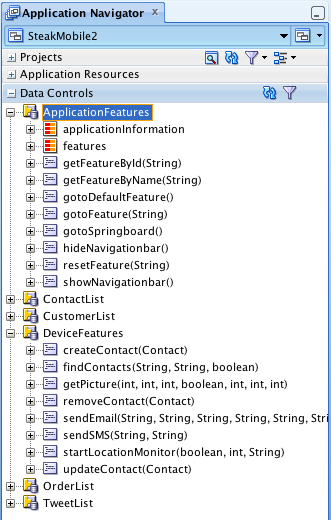 Application Navigator
SteakMobile2
Projects
Application Resources
Data Controls
ApplicationFeatures
applicationInformation
features
getFeatureById(String)
getFeatureByName(String)
gotoDefaultFeature()
gotoFeature(String)
gotoSpringboard()
hideNavigationbar()
resetFeature(String)
showNavigationbar()
ContactList
CustomerList
DeviceFeatures
createContact(Contact)
findContacts(String, String, boolean)
getPicture(int, int, int, boolean, int, int, int)
removeContact(Contact)
sendEmail(String, String, String, String, String, Str
sendSMS(String, String)
startLocationMonitor(boolean, int, String)
updateContact(Contact)
OrderList
TweetList